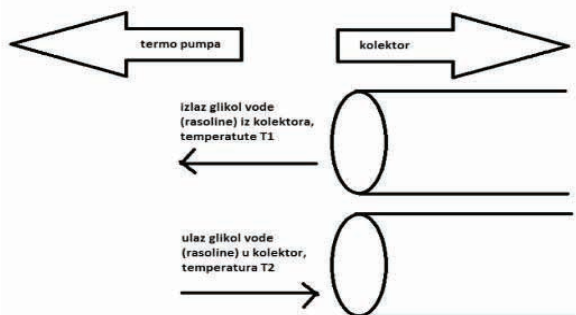 termo pumpa
kolektor
izlaz glikol vode
(rasoline) iz kolektora,
temperatute T1
ulaz glikol vode
(rasoline) u kolektor,
temperatura T2